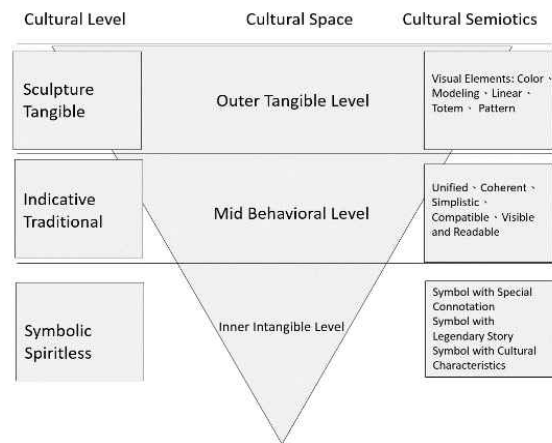 Cultural Level
Cultural Space
Cultural Semiotics
Sculpture
Tangible
Outer Tangible Level
Visual Elements: Color、
Modeling、Linear、
Totem、 Pattern
Indicative
Traditional
Mid Behavioral Level
Unified、Coherent、
Simplistic、
Compatible、Visible
and Readable
Symbolic
Spiritless
Inner Intangible Level
Symbol with Special
Connotation
Symbol with
Legendary Story
Symbol with Cultural
Characteristics